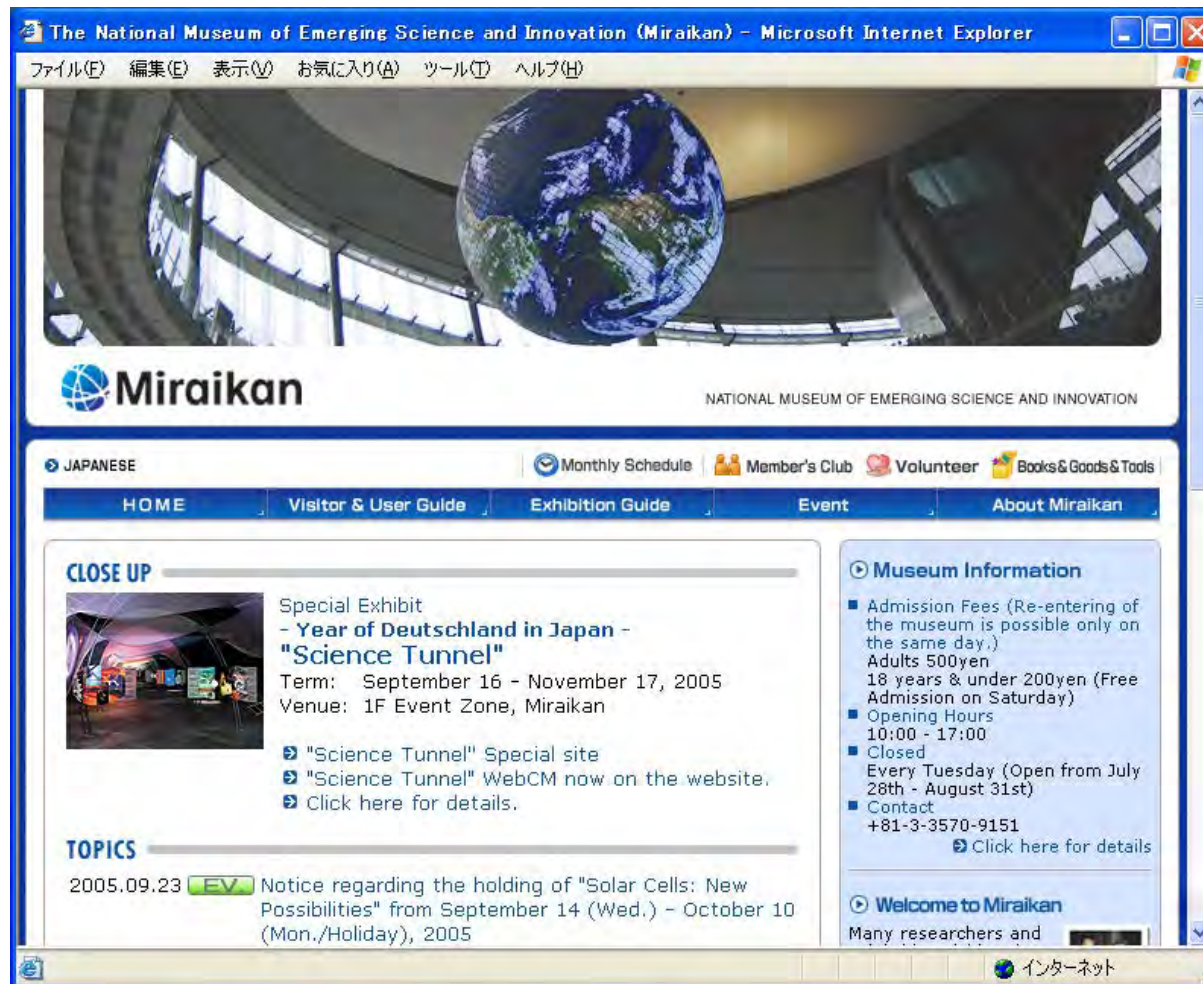 The National Museum of Emerging Science and Innovation (Miraikan) - Microsoft Internet Explorer
ファイル(F) 編集(E) 表示(V) お気に入り(A) ツール(T) ヘルプ(H)
Miraikan
NATIONAL MUSEUM OF EMERGING SCIENCE AND INNOVATION
JAPANESE
Monthly Schedule
Member's Club
Volunteer
Books & Goods & Tools
HOME
Visitor & User Guide
Exhibition Guide
Event
About Miraikan
CLOSE UP
Special Exhibit
- Year of Deutschland in Japan -
"Science Tunnel"
Term: September 16 - November 17, 2005
Venue: 1F Event Zone, Miraikan
"Science Tunnel" Special site
"Science Tunnel" WebCM now on the website.
Click here for details.
TOPICS
2005.09.23 EV. Notice regarding the holding of "Solar Cells: New
Possibilities" from September 14 (Wed.) - October 10
(Mon./Holiday), 2005
Museum Information
Admission Fees (Re-entering of
the museum is possible only on
the same day.)
Adults 500yen
18 years & under 200yen (Free
Admission on Saturday)
Opening Hours
10:00 - 17:00
Closed
Every Tuesday (Open from July
28th - August 31st)
Contact
+81-3-3570-9151
Click here for details
Welcome to Miraikan
Many researchers and
インターネット